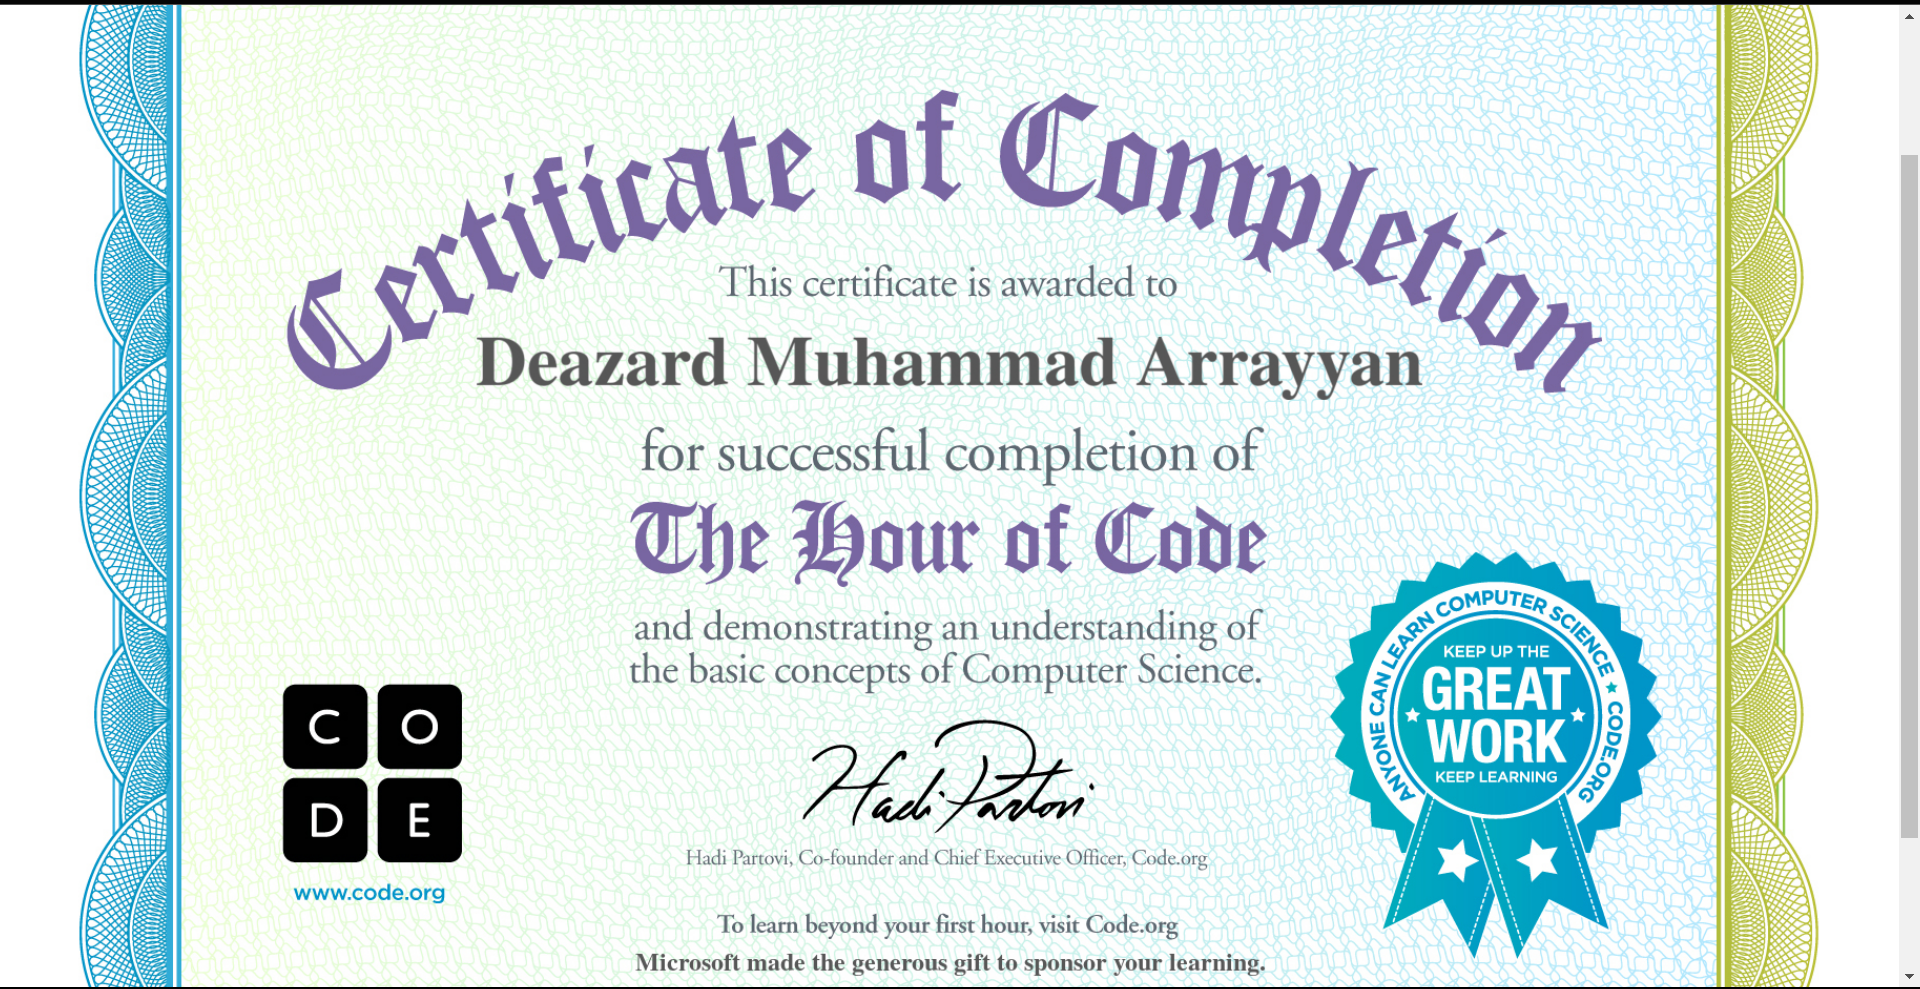 Certificate of Completion
This certificate is awarded to
Deazard Muhammad Arrayyan
for successful completion of
The Hour of Code
and demonstrating an understanding of
the basic concepts of Computer Science.
C O
D E
www.code.org
Hadi Partovi
Hadi Partovi, Co-founder and Chief Executive Officer, Code.org
To learn beyond your first hour, visit Code.org
Microsoft made the generous gift to sponsor your learning.
ANYONE CAN LEARN COMPUTER SCIENCE ★ CODE.ORG
KEEP UP THE
GREAT
WORK
KEEP LEARNING